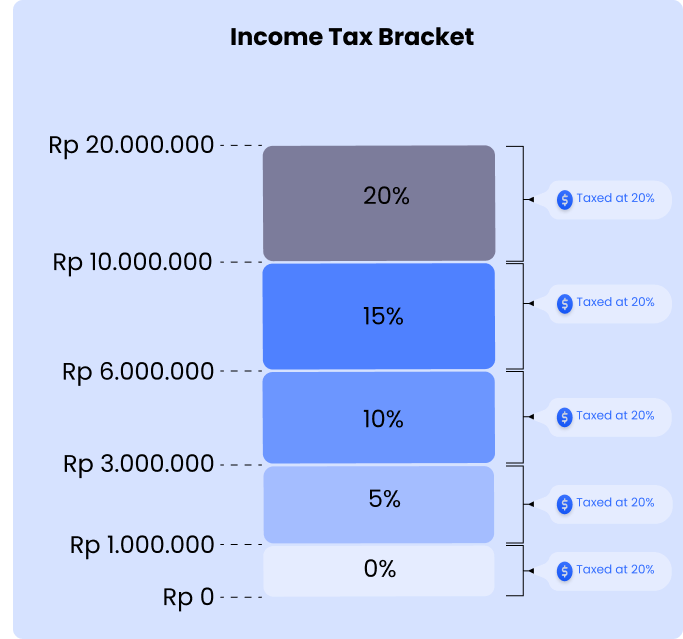 Income Tax Bracket
Rp 20.000.000
20%
$ Taxed at 20%
Rp 10.000.000
15%
$ Taxed at 20%
Rp 6.000.000
10%
$ Taxed at 20%
Rp 3.000.000
5%
$ Taxed at 20%
Rp 1.000.000
0%
$ Taxed at 20%
Rp 0